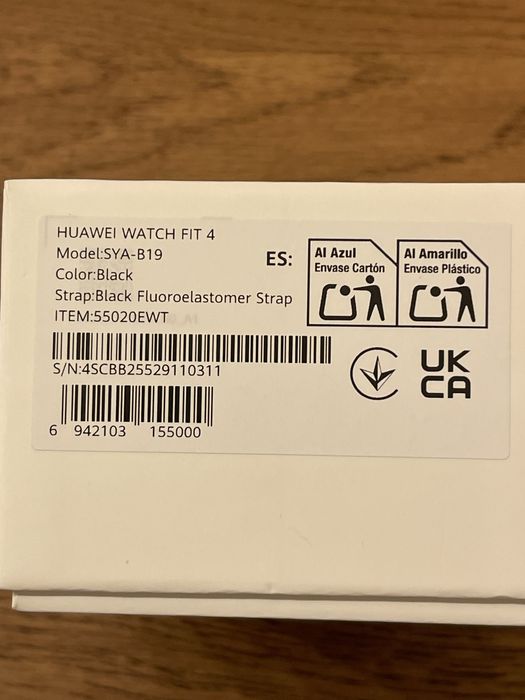 HUAWEI WATCH FIT 4
Model:SYA-B19
Color:Black
Strap:Black Fluoroelastomer Strap
ITEM:55020EWT
S/N:4SCBB25529110311
6 942103 155000
ES:
Al Azul
Envase Cartón
Al Amarillo
Envase Plástico
UK
CA